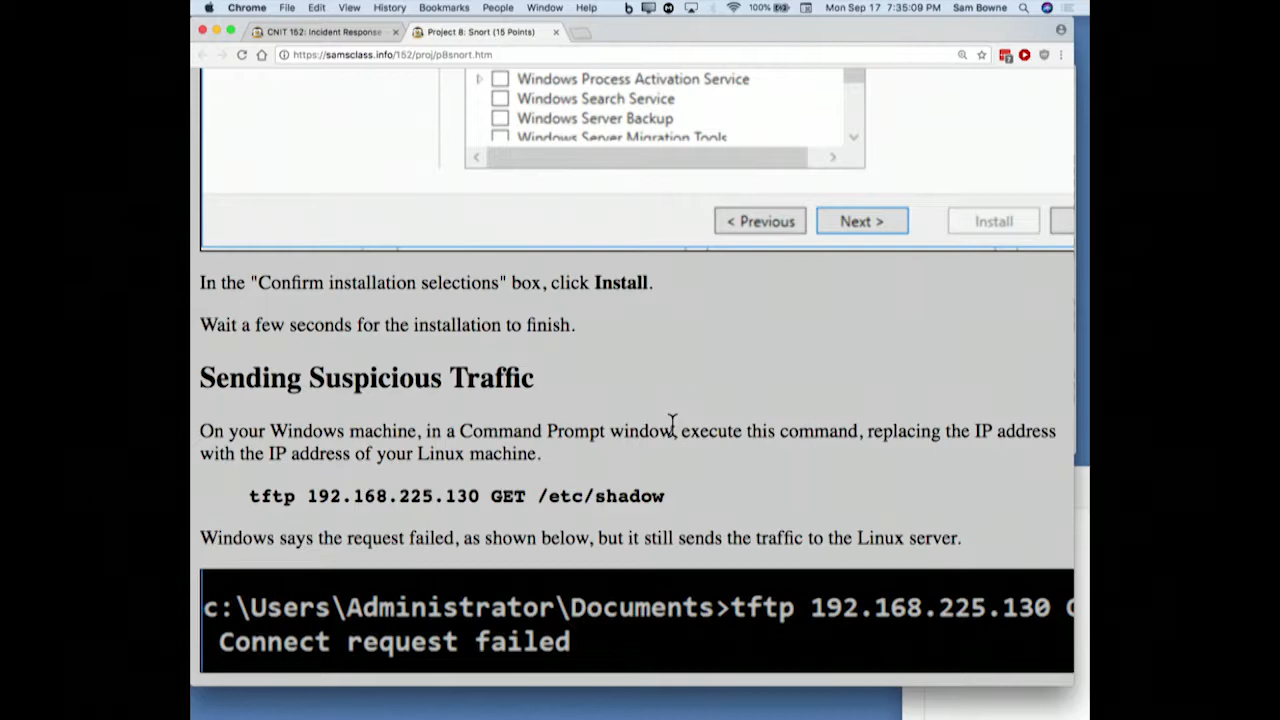 Chrome File Edit View History Bookmarks People Window Help 100% Mon Sep 17 7:35:09 PM Sam Bowne
CNIT 152: Incident Response × Project 8: Snort (15 Points) ×
https://samsclass.info/152/proj/p8snort.htm
Windows Process Activation Service
Windows Search Service
Windows Server Backup
Windows Server Migration Tools
< Previous Next > Install
In the "Confirm installation selections" box, click Install.
Wait a few seconds for the installation to finish.
Sending Suspicious Traffic
On your Windows machine, in a Command Prompt window, execute this command, replacing the IP address
with the IP address of your Linux machine.
tftp 192.168.225.130 GET /etc/shadow
Windows says the request failed, as shown below, but it still sends the traffic to the Linux server.
c:\Users\Administrator\Documents>tftp 192.168.225.130 G
Connect request failed